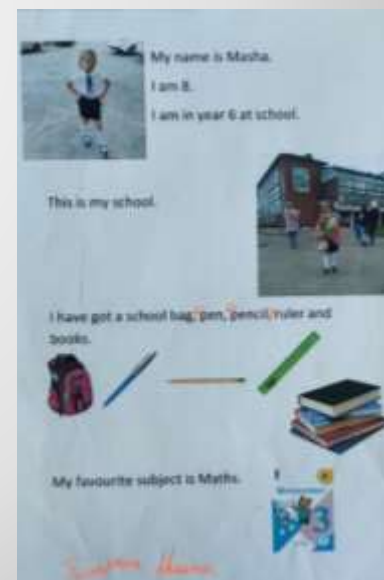 My name is Masha.
I am 8.
I am in year 6 at school.
This is my school.
I have got a school bag, pen, pencil, ruler and
books.
My favourite subject is Maths.
3